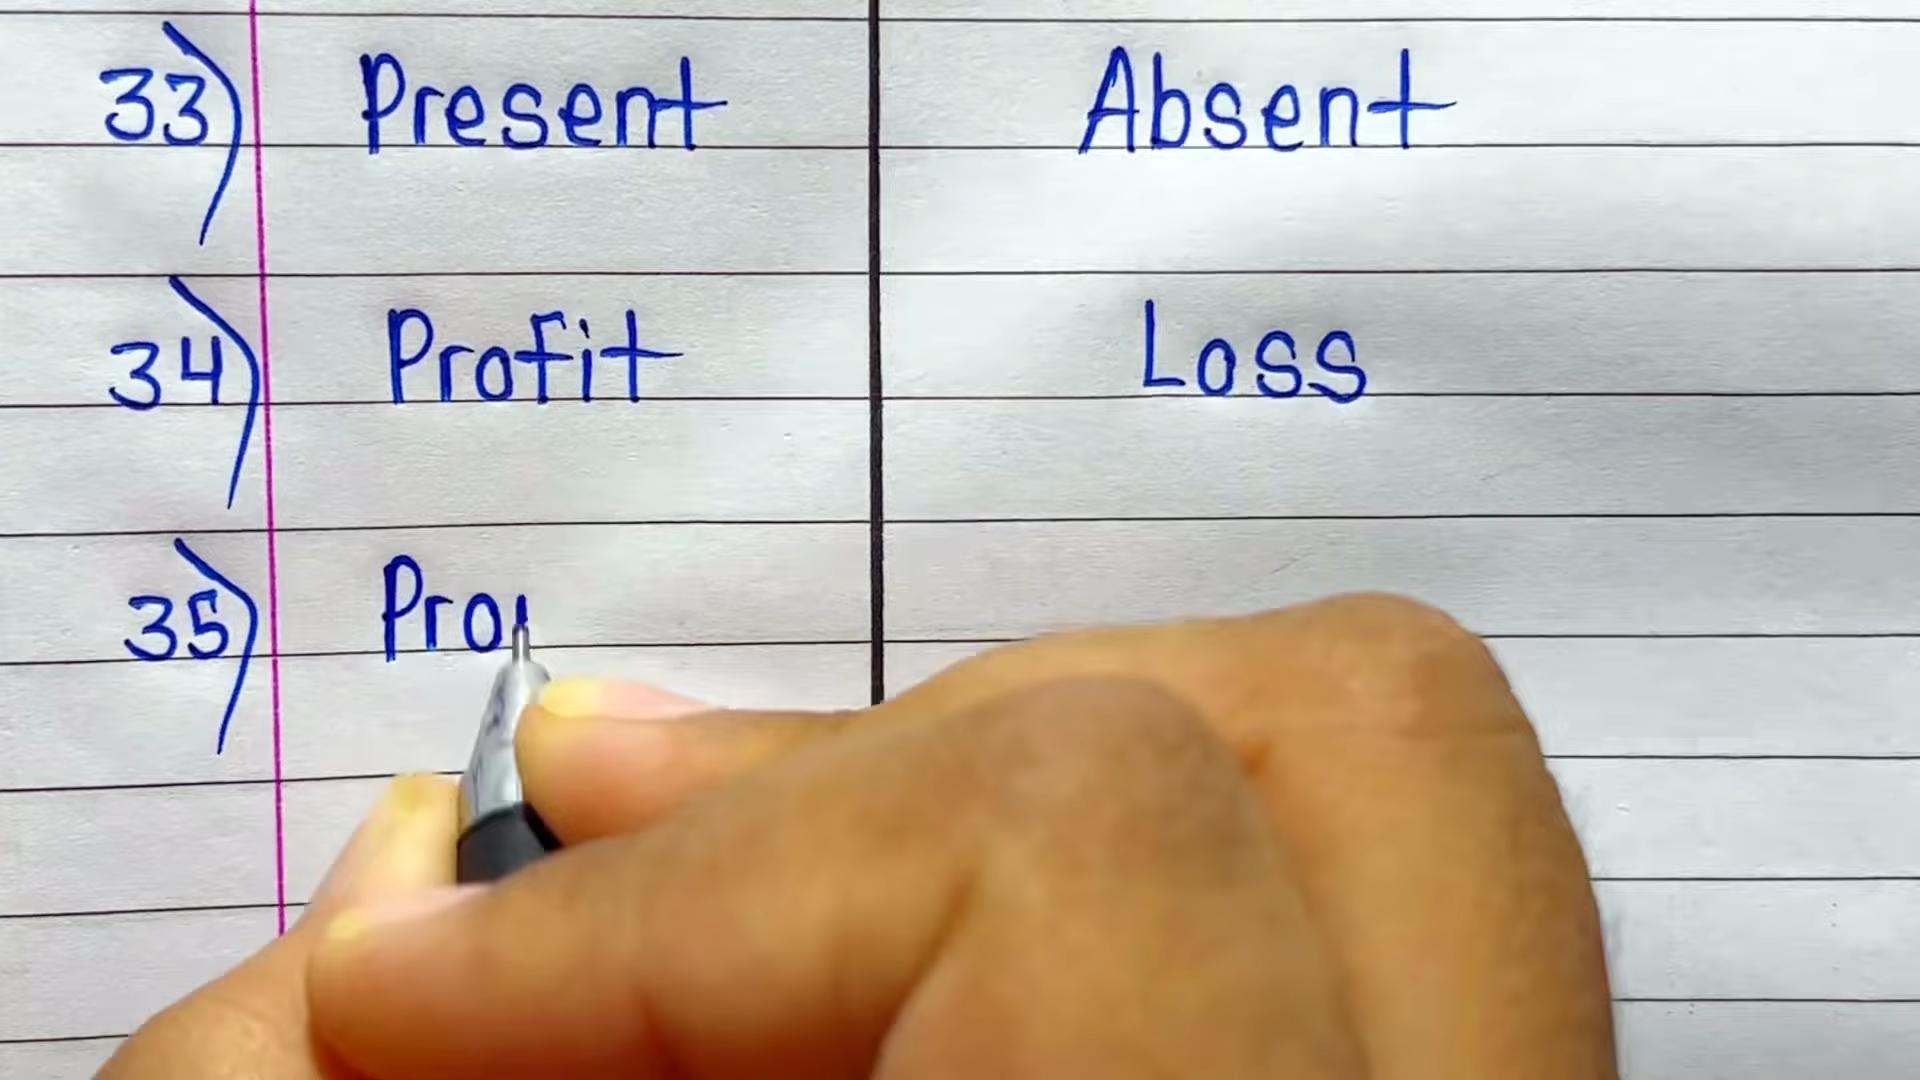 33) Present Absent
34) Profit Loss
35) Pro